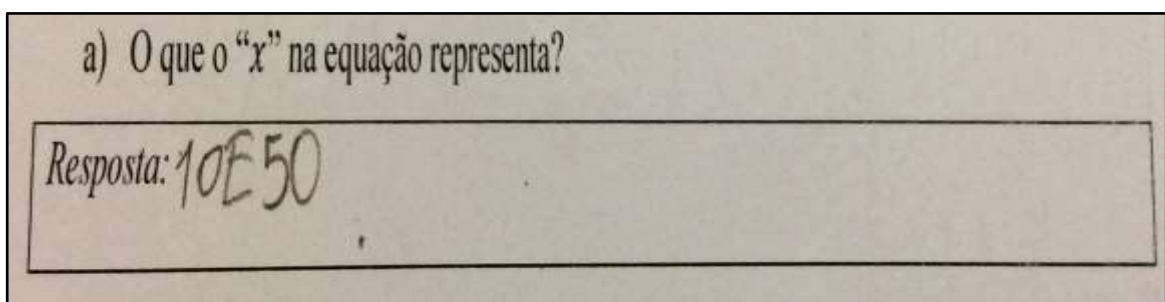 a) O que o “x” na equação representa?
Resposta: 10E50